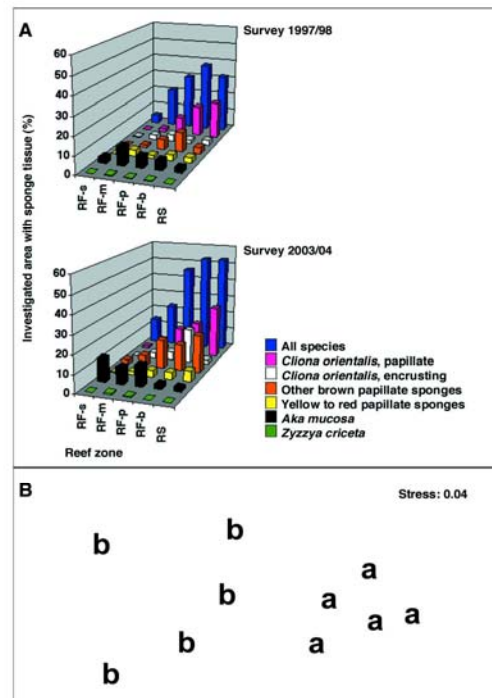 A
Survey 1997/98
60
50
40
30
20
10
0
RF-s
RF-m
RF-p
RF-b
RS
Investigated area with sponge tissue (%)
Survey 2003/04
60
50
40
30
20
10
0
RF-s
RF-m
RF-p
RF-b
RS
Reef zone
All species
Cliona orientalis, papillate
Cliona orientalis, encrusting
Other brown papillate sponges
Yellow to red papillate sponges
Aka mucosa
Zyzzya criceta
B
Stress: 0.04
b
b
a
b
a
a
a
b
a
b